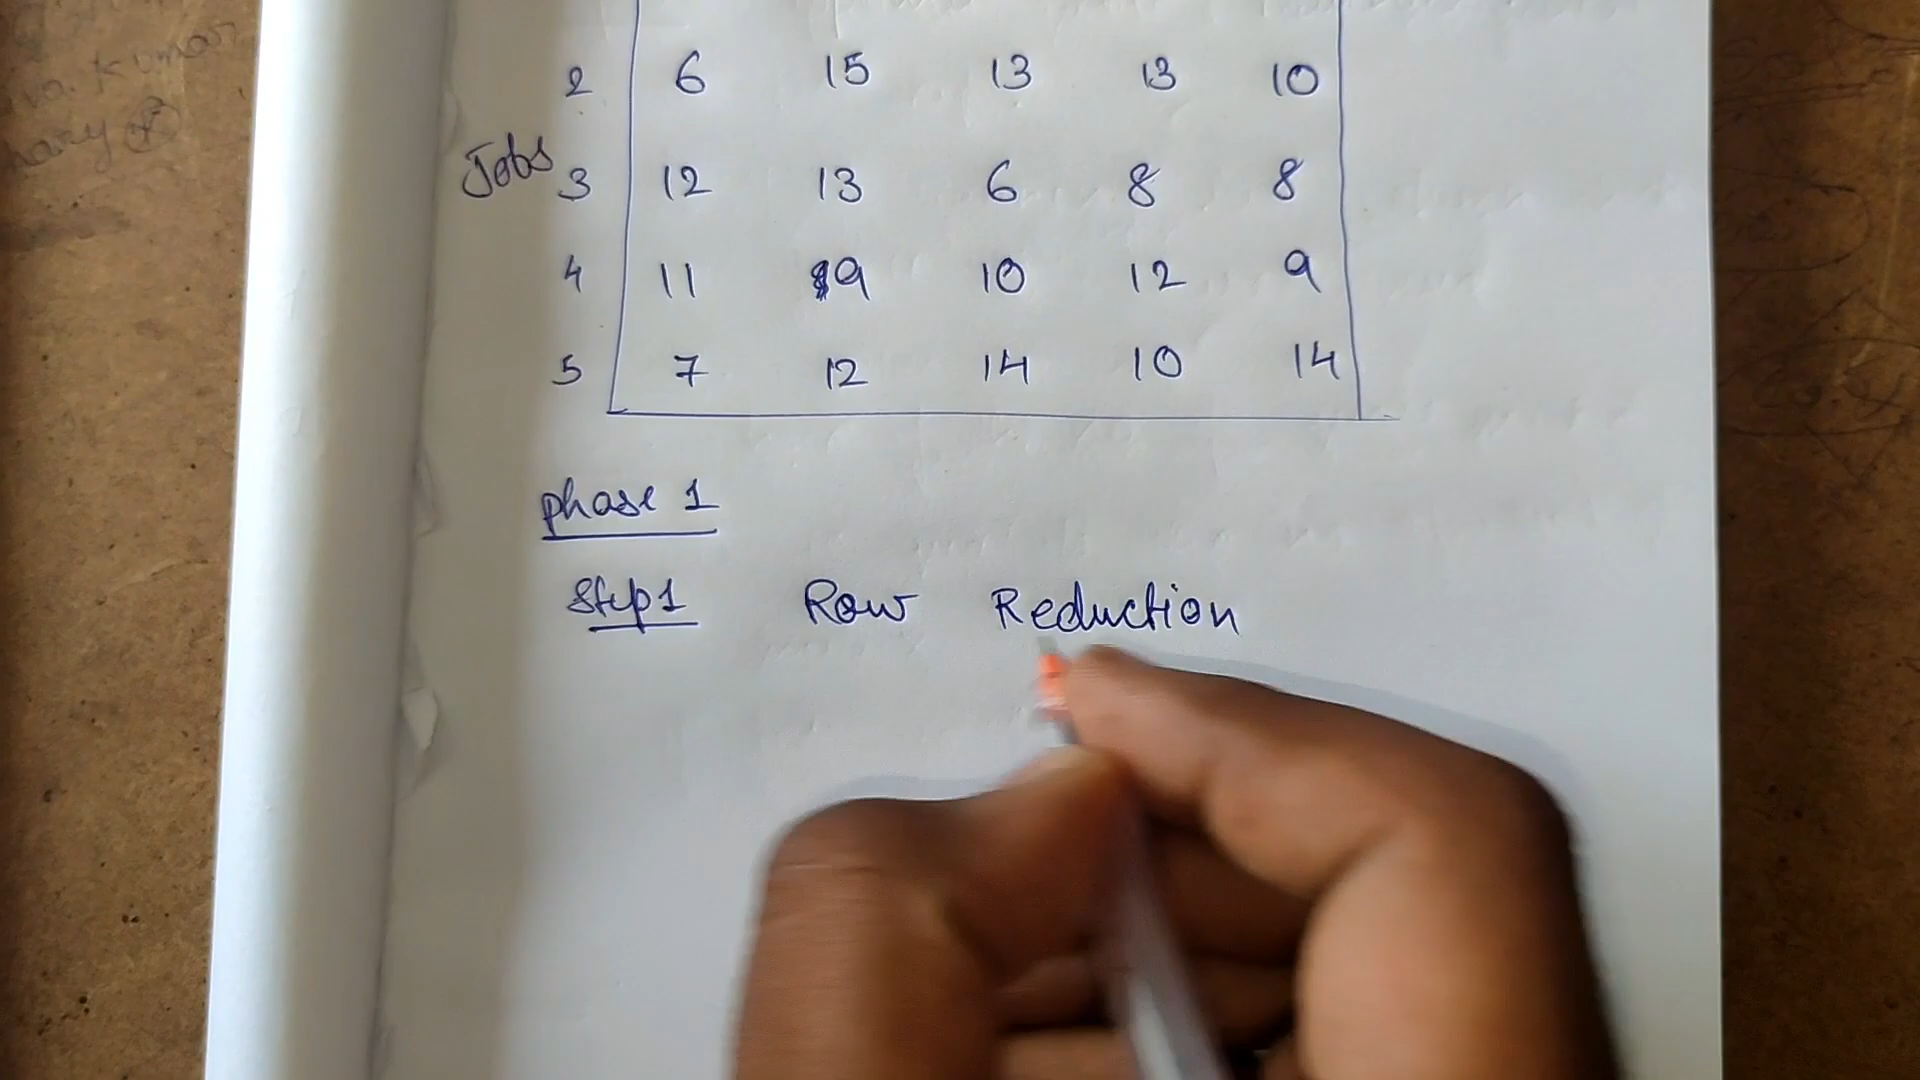 2 6 15 13 13 10
Jobs
3 12 13 6 8 8
4 11 9 10 12 9
5 7 12 14 10 14
Phase 1
Step 1 Row Reduction